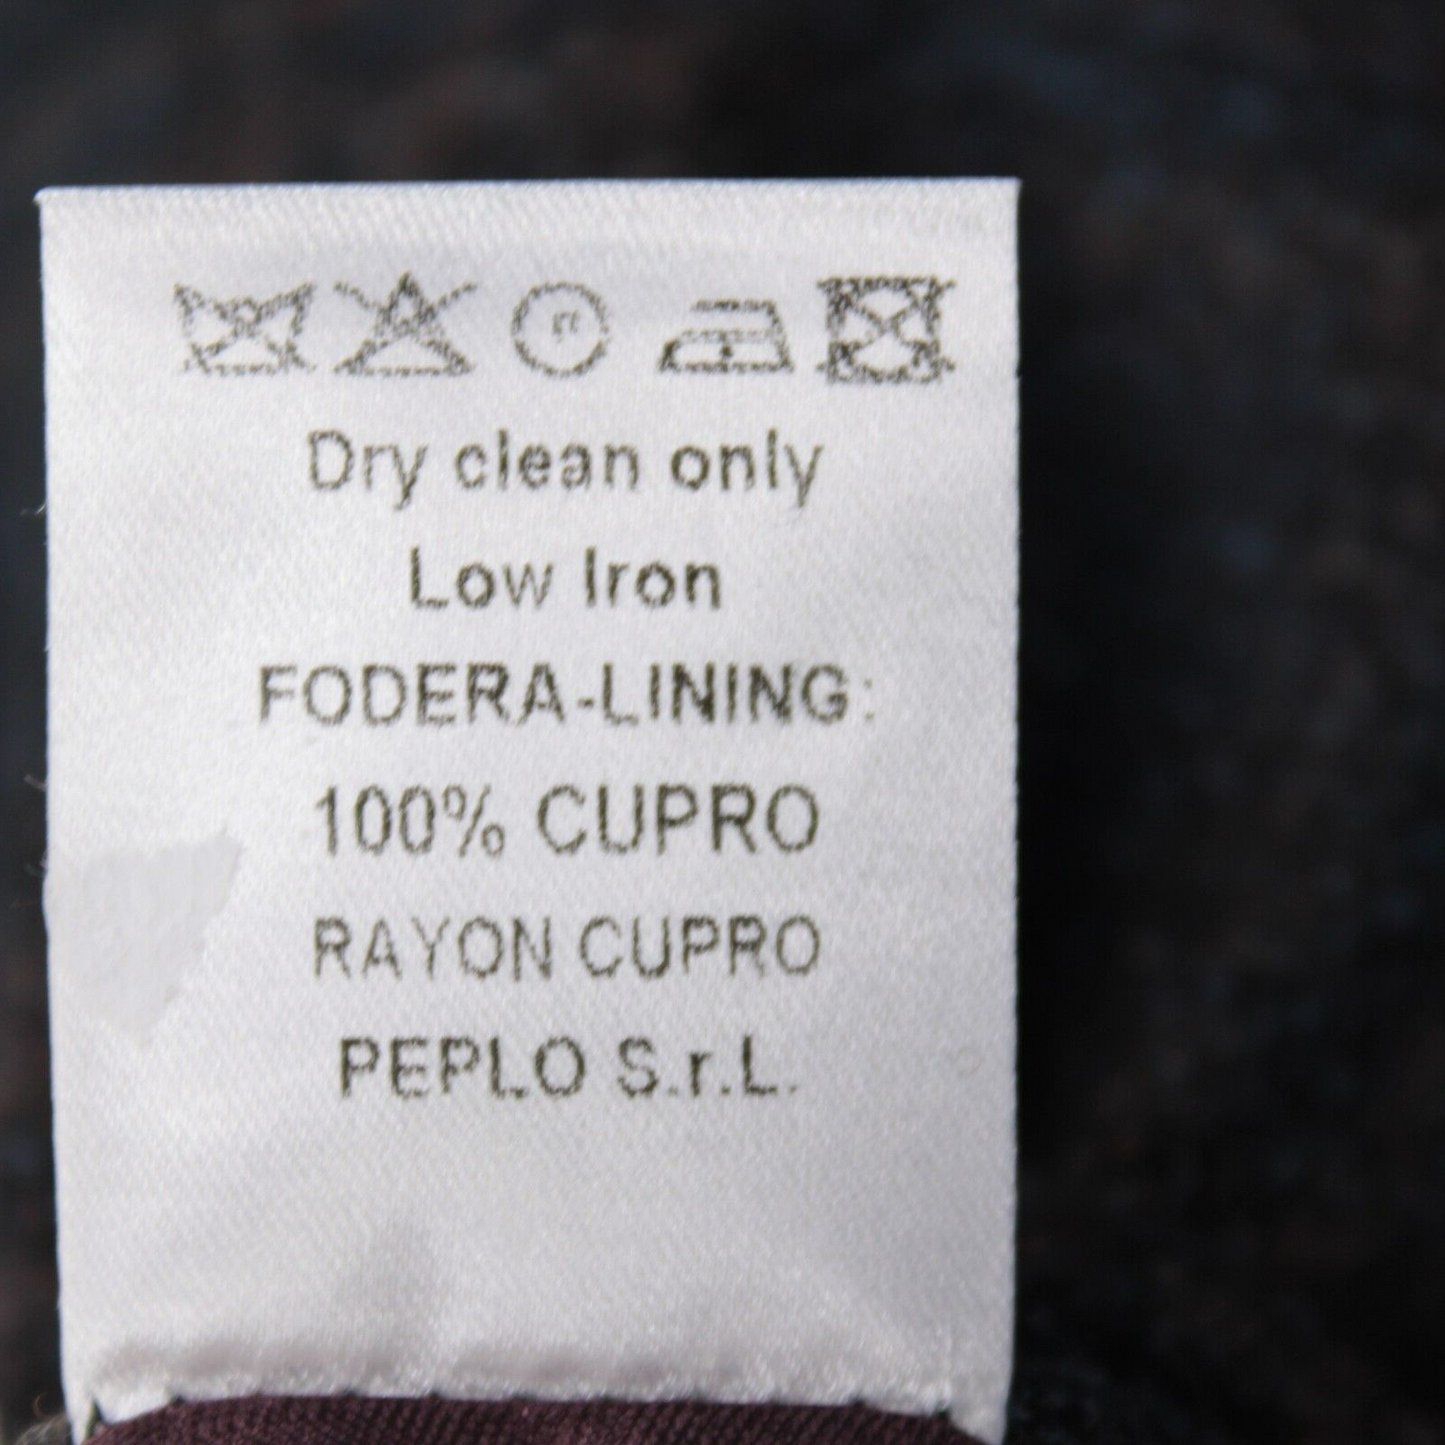 Dry clean only
Low Iron
FODERA-LINING:
100% CUPRO
RAYON CUPRO
PEPLO S.r.L.